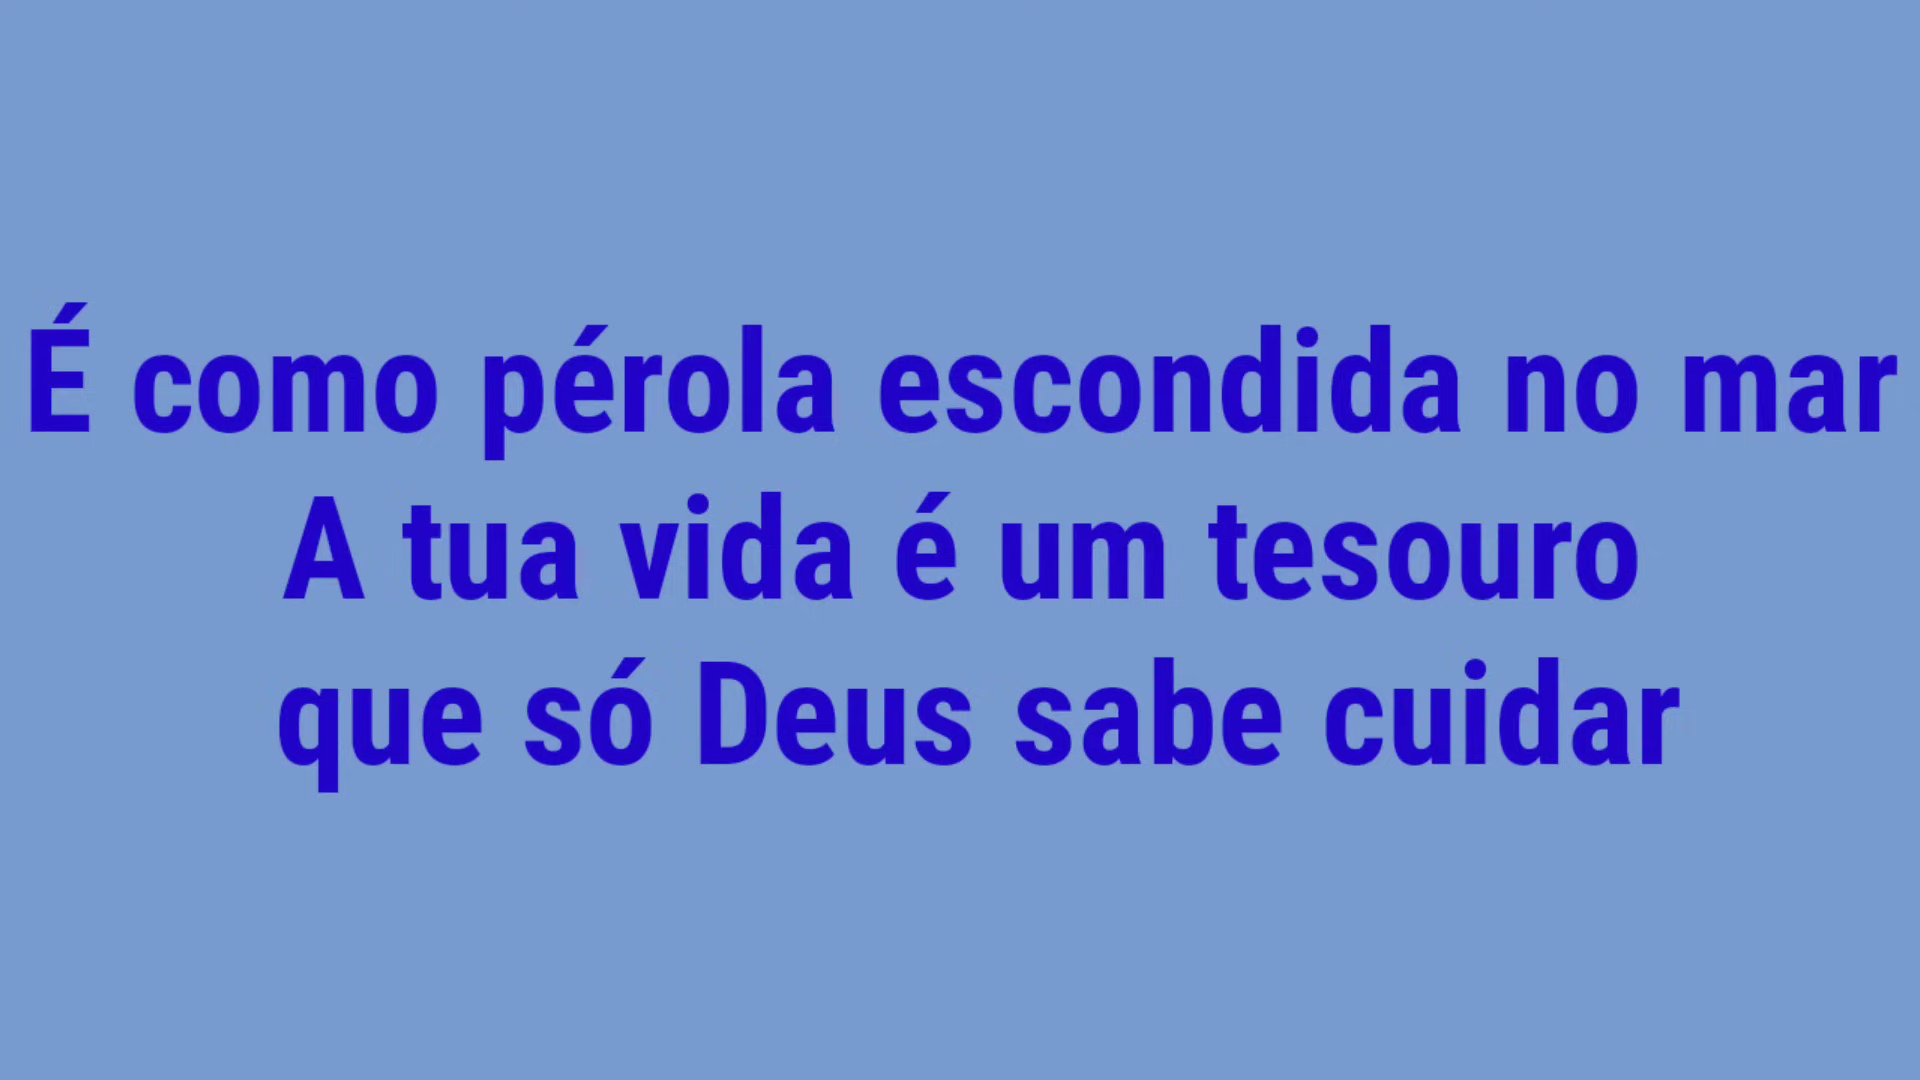 É como pérola escondida no mar
A tua vida é um tesouro
que só Deus sabe cuidar